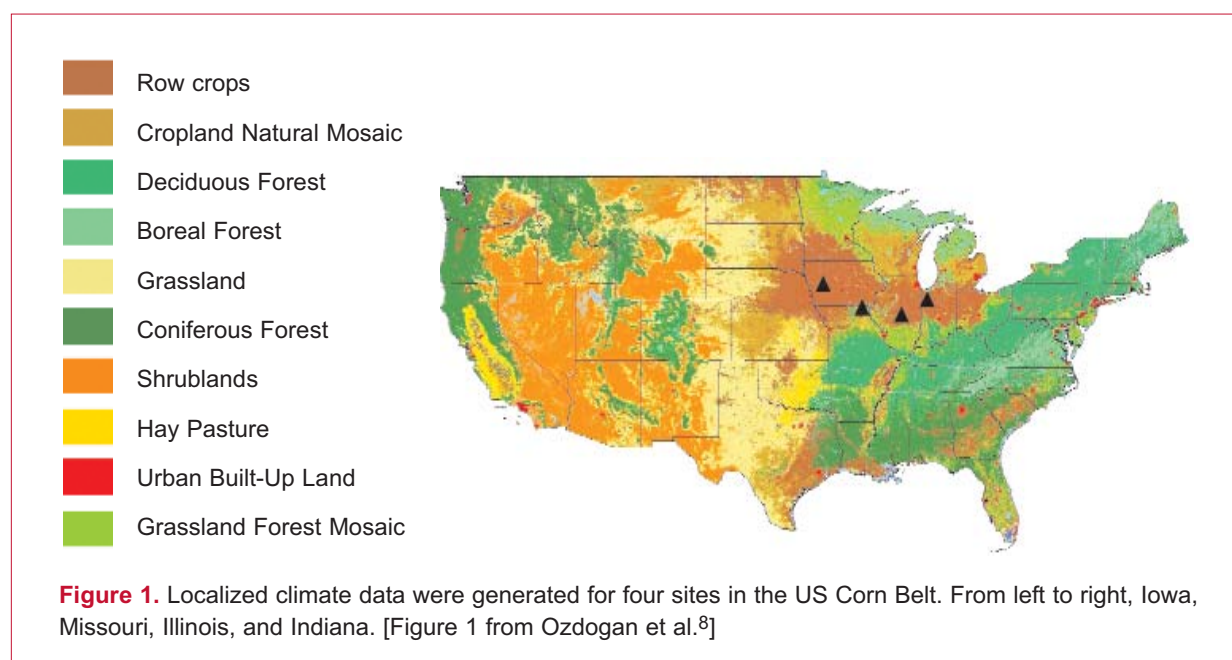 Row crops
Cropland Natural Mosaic
Deciduous Forest
Boreal Forest
Grassland
Coniferous Forest
Shrublands
Hay Pasture
Urban Built-Up Land
Grassland Forest Mosaic
Figure 1. Localized climate data were generated for four sites in the US Corn Belt. From left to right, Iowa,
Missouri, Illinois, and Indiana. [Figure 1 from Ozdogan et al.8]